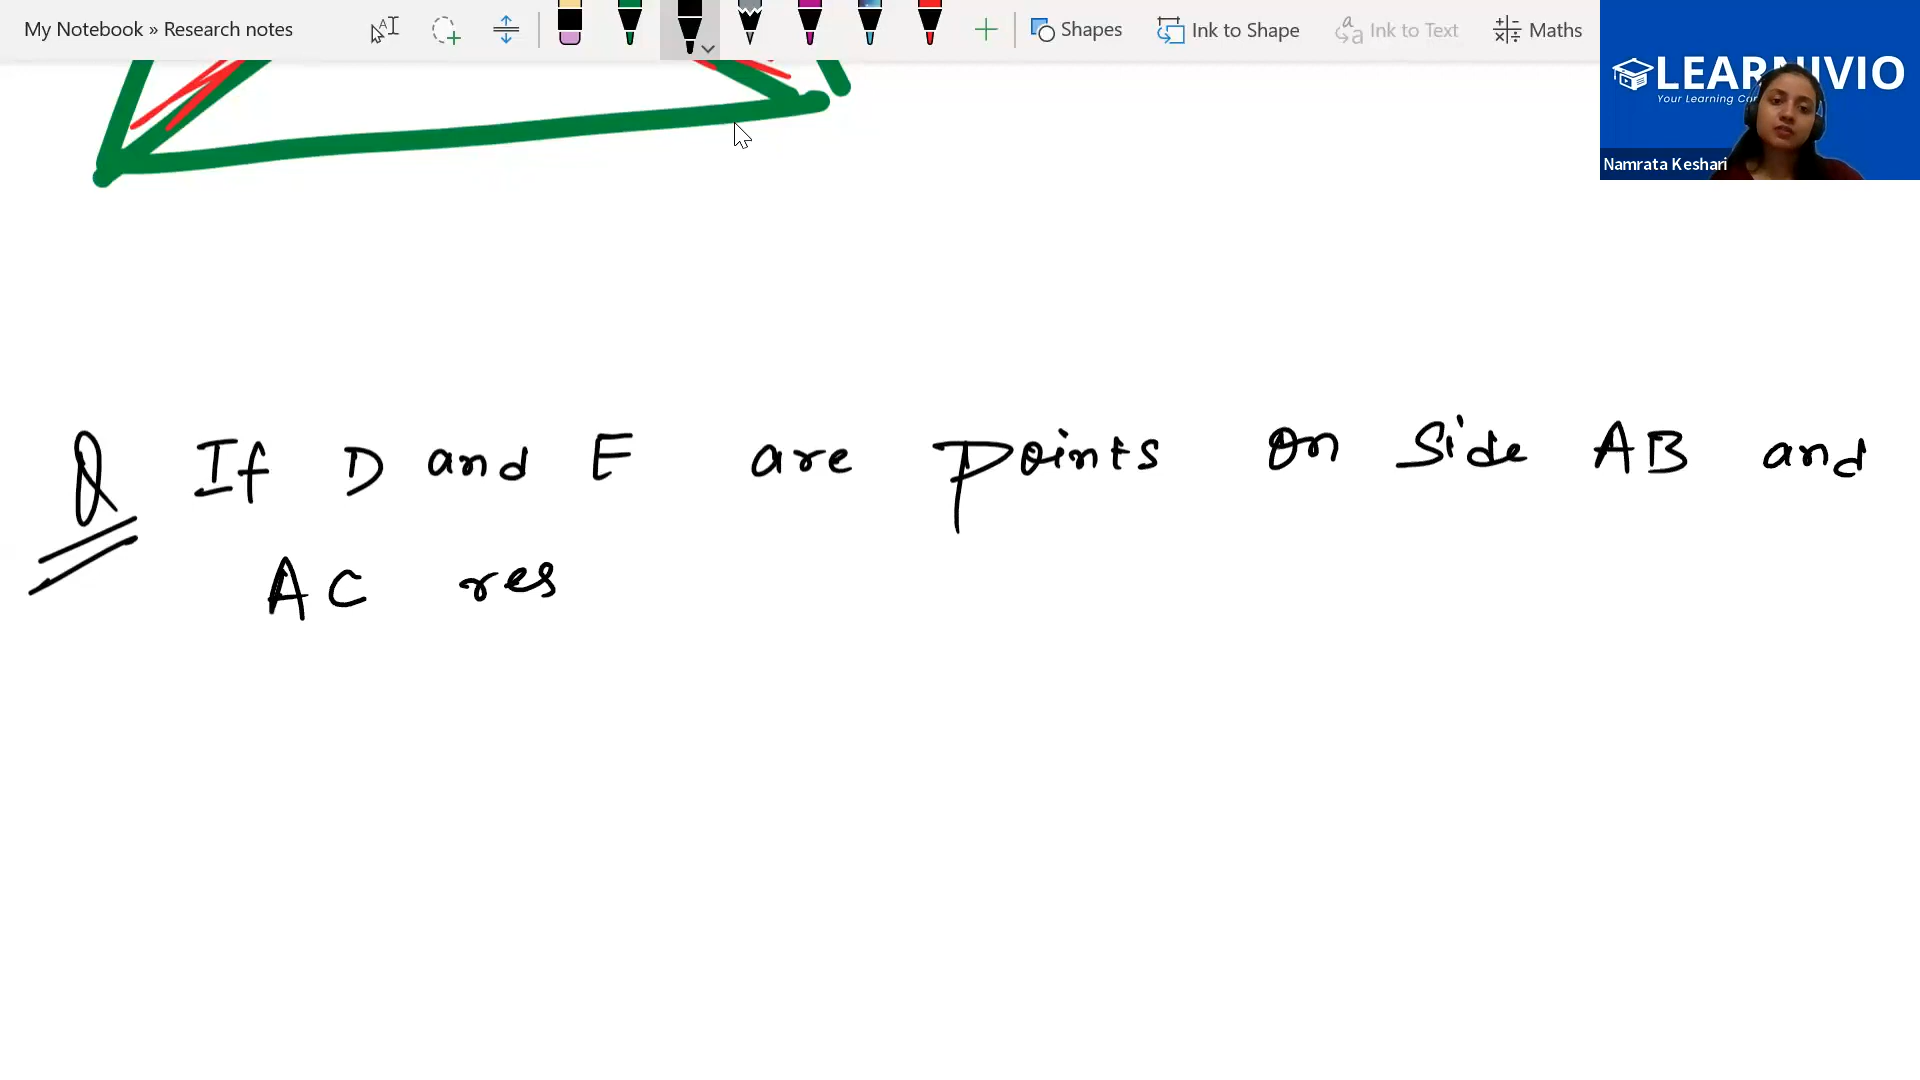 My Notebook » Research notes
Shapes
Ink to Shape
Ink to Text
Maths
LEARNIVIO
Your Learning
Namrata Keshari
Q If D and E are Points on Side AB and
AC res